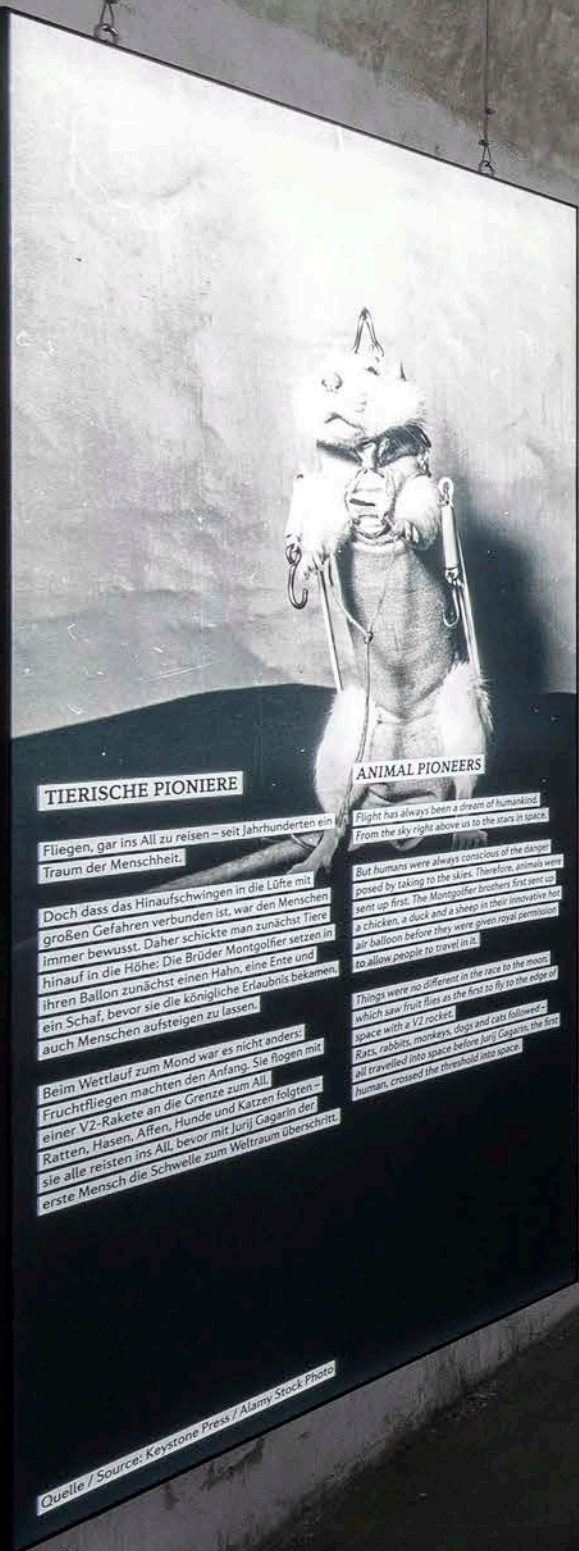 TIERISCHE PIONIERE
Fliegen, gar ins All zu reisen – seit Jahrhunderten ein
Traum der Menschheit.
Doch dass das Hinaufschwingen in die Lüfte mit
großen Gefahren verbunden ist, war den Menschen
immer bewusst. Daher schickte man zunächst Tiere
hinauf in die Höhe: Die Brüder Montgolfier setzen in
ihren Ballon zunächst einen Hahn, eine Ente und
ein Schaf, bevor sie die königliche Erlaubnis bekamen,
auch Menschen aufsteigen zu lassen.
Beim Wettlauf zum Mond war es nicht anders:
Fruchtfliegen machten den Anfang. Sie flogen mit
einer V2-Rakete an die Grenze zum All.
Ratten, Hasen, Affen, Hunde und Katzen folgten –
sie alle reisten ins All, bevor mit Jurij Gagarin der
erste Mensch die Schwelle zum Weltraum überschritt.
ANIMAL PIONEERS
Flight has always been a dream of humankind.
From the sky right above us to the stars in space.
But humans were always conscious of the danger
posed by taking to the skies. Therefore, animals were
sent up first. The Montgolfier brothers first sent up
a chicken, a duck and a sheep in their innovative hot
air balloon before they were given royal permission
to allow people to travel in it.
Things were no different in the race to the moon,
which saw fruit flies as the first to fly to the edge of
space with a V2 rocket.
Rats, rabbits, monkeys, dogs and cats followed –
all travelled into space before Jurij Gagarin, the first
human, crossed the threshold into space.
Quelle / Source: Keystone Press / Alamy Stock Photo